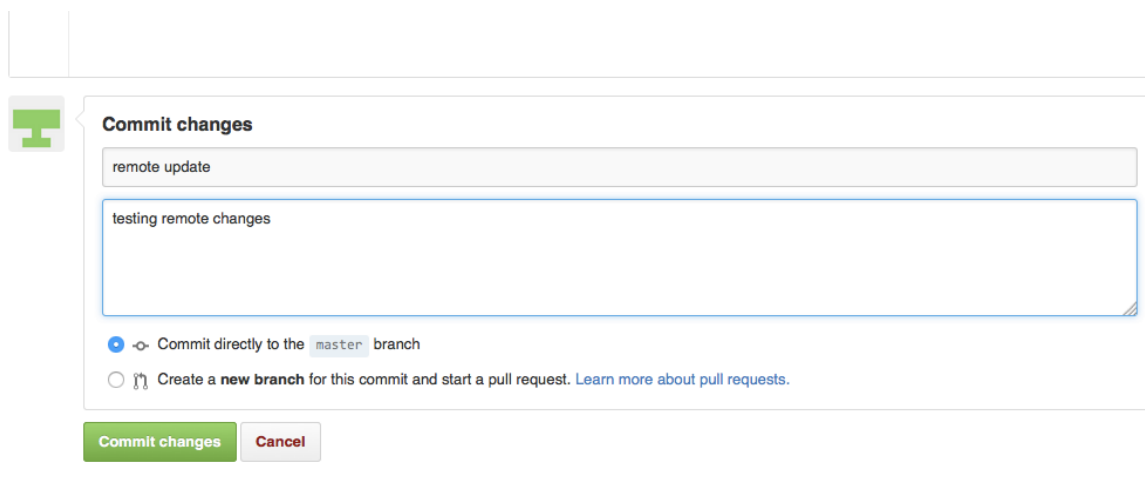 Commit changes
remote update
testing remote changes
Commit directly to the master branch
Create a new branch for this commit and start a pull request. Learn more about pull requests.
Commit changes Cancel